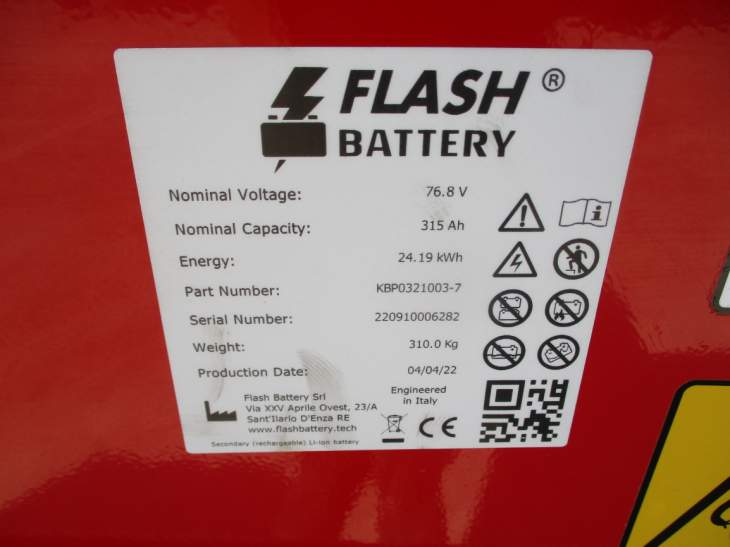 FLASH ®
BATTERY
Nominal Voltage: 76.8 V
Nominal Capacity: 315 Ah
Energy: 24.19 kWh
Part Number: KBP0321003-7
Serial Number: 220910006282
Weight: 310.0 Kg
Production Date: 04/04/22
Flash Battery Srl
Via XXV Aprile Ovest, 23/A
Sant'Ilario D'Enza RE
www.flashbattery.tech
Engineered
in Italy
CE
Secondary (rechargeable) Li-Ion battery